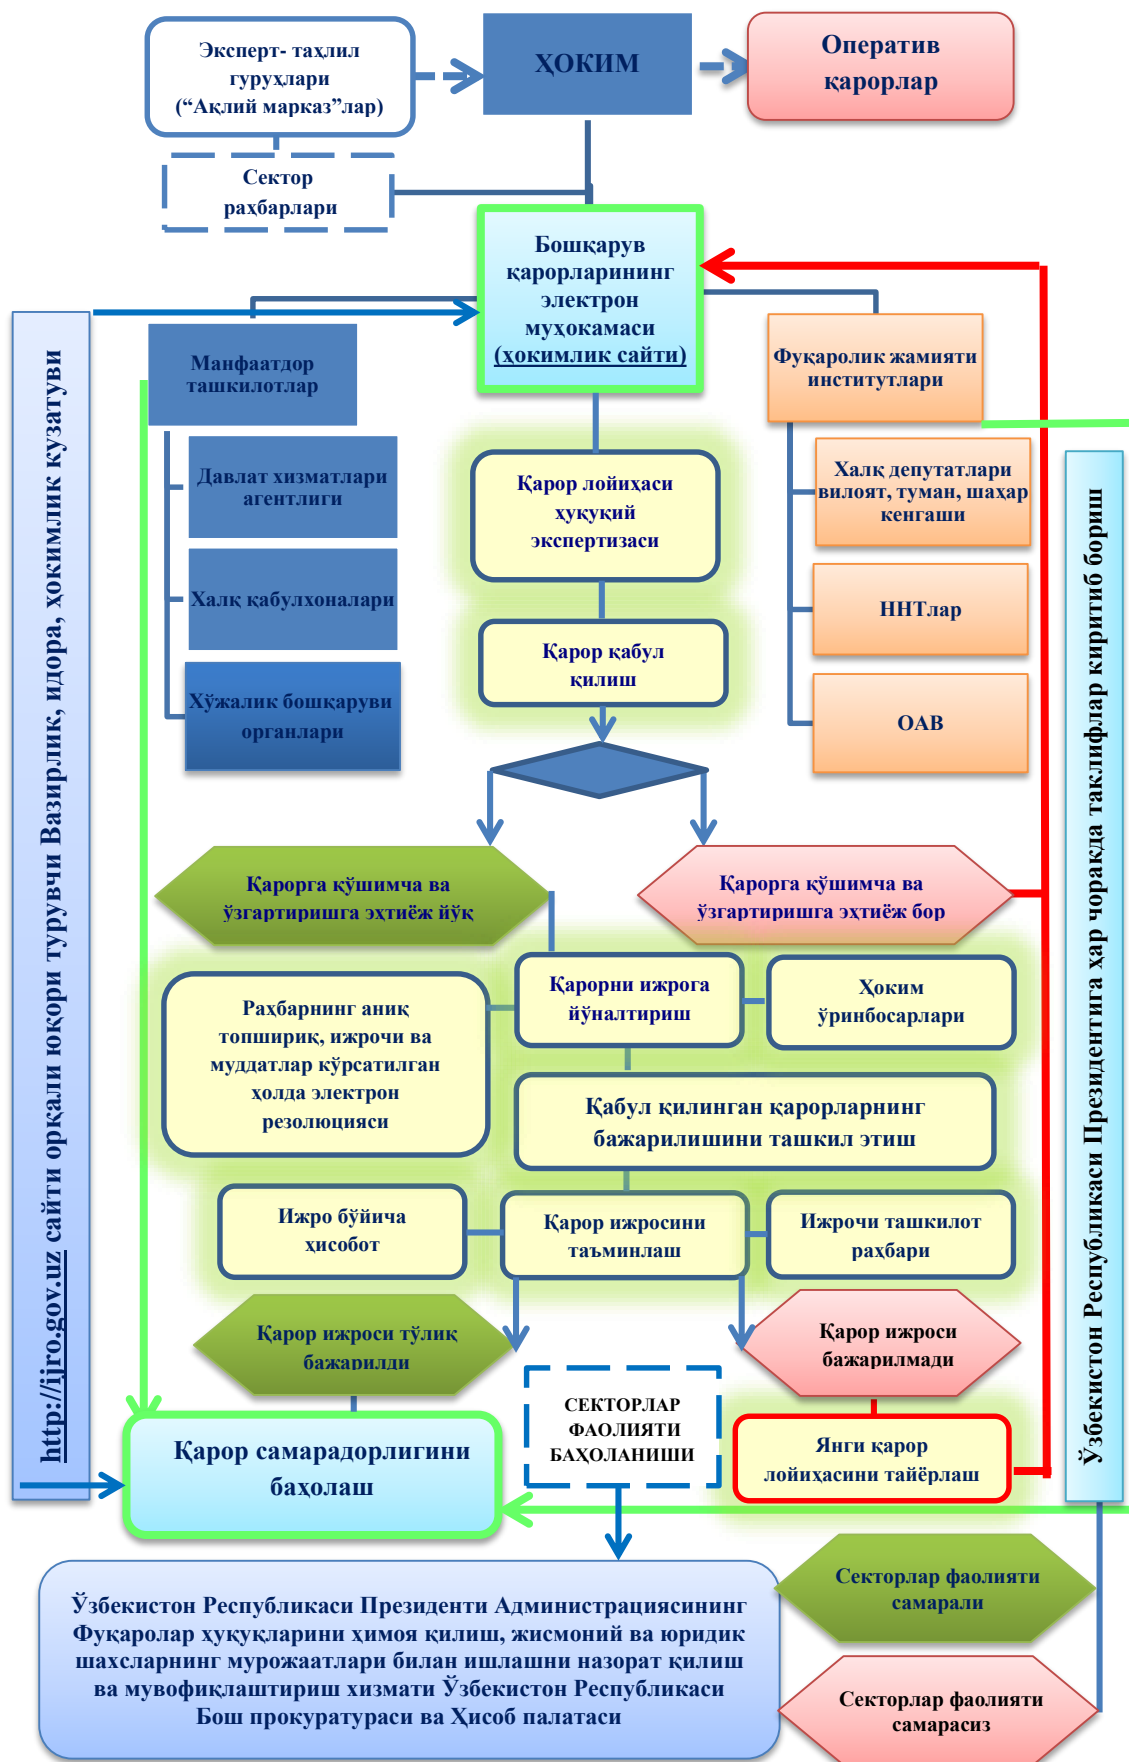 Эксперт- таҳлил
гуруҳлари
(“Ақлий марказ”лар)
ҲОКИМ
Оператив
қарорлар
Сектор
раҳбарлари
Бошқарув
қарорларининг
электрон
муҳокамаси
(ҳокимлик сайти)
Манфаатдор
ташкилотлар
Фуқаролик жамияти
институтлари
Давлат хизматлари
агентлиги
Халқ қабулхоналари
Хўжалик бошқаруви
органлари
Қарор лойиҳаси
ҳуқуқий
экспертизаси
Қарор қабул
қилиш
Халқ депутатлари
вилоят, туман, шаҳар
кенгаши
ННТлар
ОАВ
http://ijro.gov.uz сайти орқали юқори турувчи Вазирлик, идора, ҳокимлик кузатуви
Ўзбекистон Республикаси Президентига ҳар чоракда таклифлар киритиб бориш
Қарорга қўшимча ва
ўзгартиришга эҳтиёж йўқ
Қарорга қўшимча ва
ўзгартиришга эҳтиёж бор
Раҳбарнинг аниқ
топшириқ, ижрочи ва
муддатлар кўрсатилган
ҳолда электрон
резолюцияси
Қарорни ижрога
йўналтириш
Ҳоким
ўринбосарлари
Қабул қилинган қарорларнинг
бажарилишини ташкил этиш
Ижро бўйича
ҳисобот
Қарор ижросини
таъминлаш
Ижрочи ташкилот
раҳбари
Қарор ижроси тўлиқ
бажарилди
Қарор ижроси
бажарилмади
СЕКТОРЛАР
ФАОЛИЯТИ
БАҲОЛАНИШИ
Қарор самарадорлигини
баҳолаш
Янги қарор
лойиҳасини тайёрлаш
Ўзбекистон Республикаси Президенти Администрациясининг
Фуқаролар ҳуқуқларини ҳимоя қилиш, жисмоний ва юридик
шахсларнинг мурожаатлари билан ишлашни назорат қилиш
ва мувофиқлаштириш хизмати Ўзбекистон Республикаси
Бош прокуратураси ва Ҳисоб палатаси
Секторлар фаолияти
самарали
Секторлар фаолияти
самарасиз